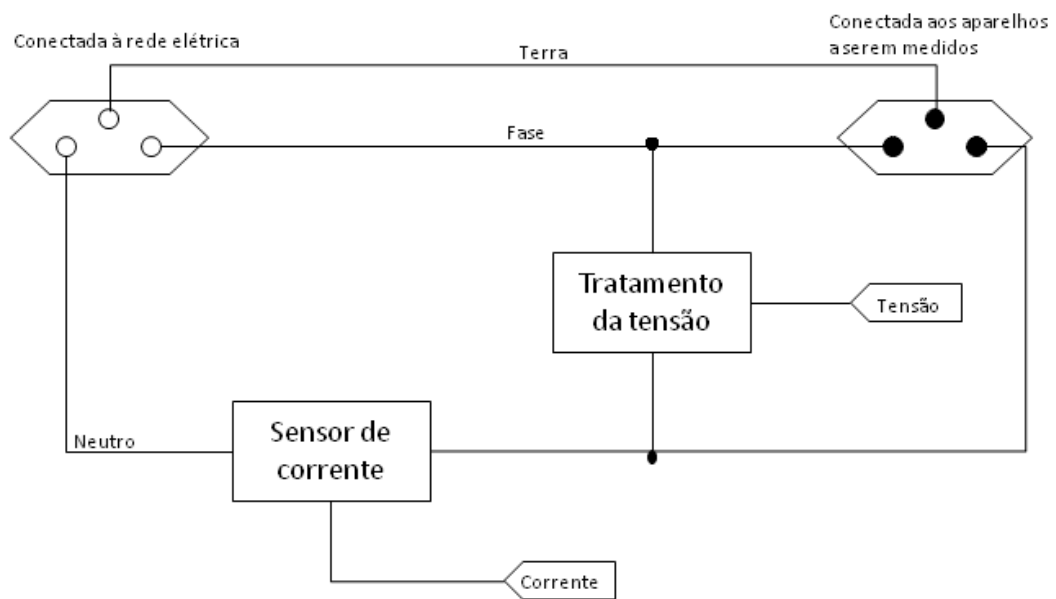 Conectada à rede elétrica
Conectada aos aparelhos
a serem medidos
Terra
Fase
Tratamento
da tensão
Tensão
Neutro
Sensor de
corrente
Corrente